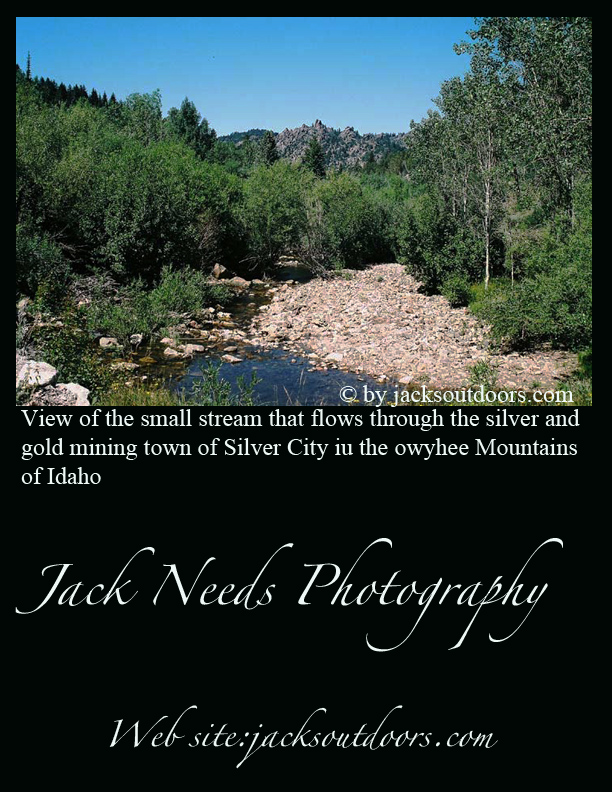 © by jacksoutdoors.com
View of the small stream that flows through the silver and
gold mining town of Silver City iu the owyhee Mountains
of Idaho
Jack Needs Photography
Web site:jacksoutdoors.com